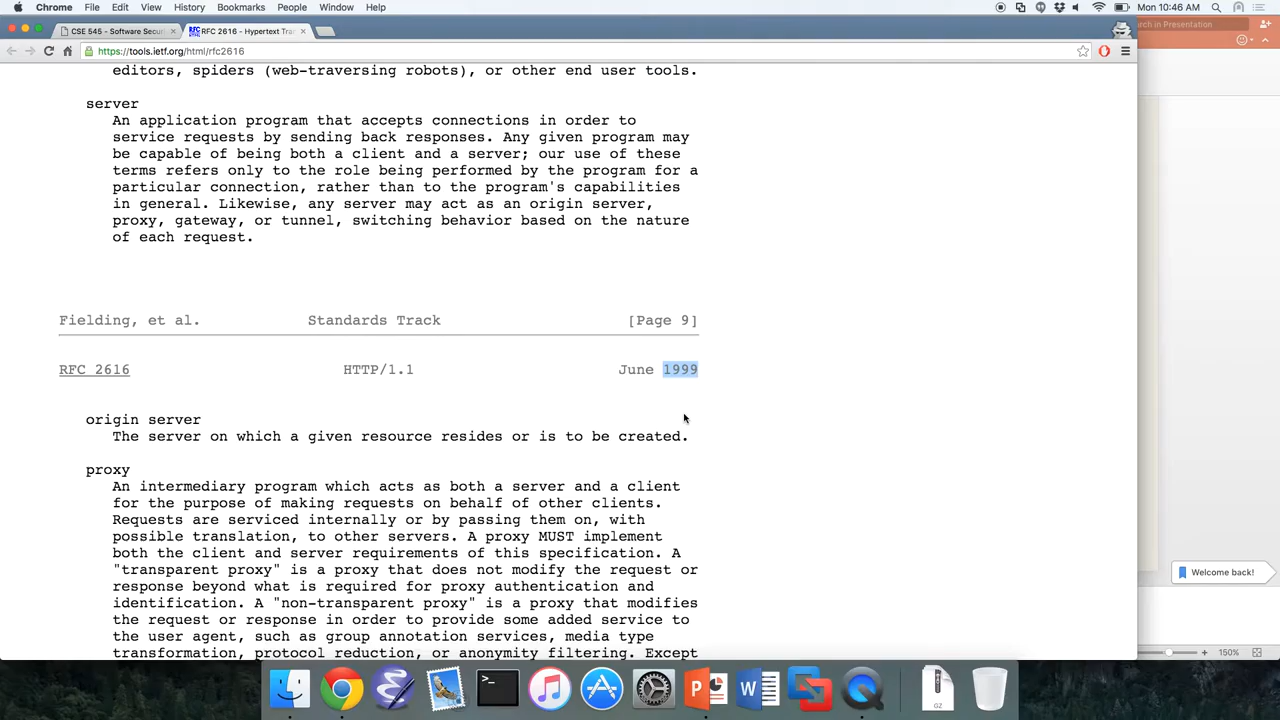 Chrome File Edit View History Bookmarks People Window Help Mon 10:46 AM
CSE 545 - Software Securi RFC 2616 - Hypertext Tra
https://tools.ietf.org/html/rfc2616
rch in Presentation
editors, spiders (web-traversing robots), or other end user tools.
server
An application program that accepts connections in order to
service requests by sending back responses. Any given program may
be capable of being both a client and a server; our use of these
terms refers only to the role being performed by the program for a
particular connection, rather than to the program's capabilities
in general. Likewise, any server may act as an origin server,
proxy, gateway, or tunnel, switching behavior based on the nature
of each request.
Fielding, et al. Standards Track [Page 9]
RFC 2616 HTTP/1.1 June 1999
origin server
The server on which a given resource resides or is to be created.
proxy
An intermediary program which acts as both a server and a client
for the purpose of making requests on behalf of other clients.
Requests are serviced internally or by passing them on, with
possible translation, to other servers. A proxy MUST implement
both the client and server requirements of this specification. A
"transparent proxy" is a proxy that does not modify the request or
response beyond what is required for proxy authentication and
identification. A "non-transparent proxy" is a proxy that modifies
the request or response in order to provide some added service to
the user agent, such as group annotation services, media type
transformation, protocol reduction, or anonymity filtering. Except
Welcome back!
150%
GZ